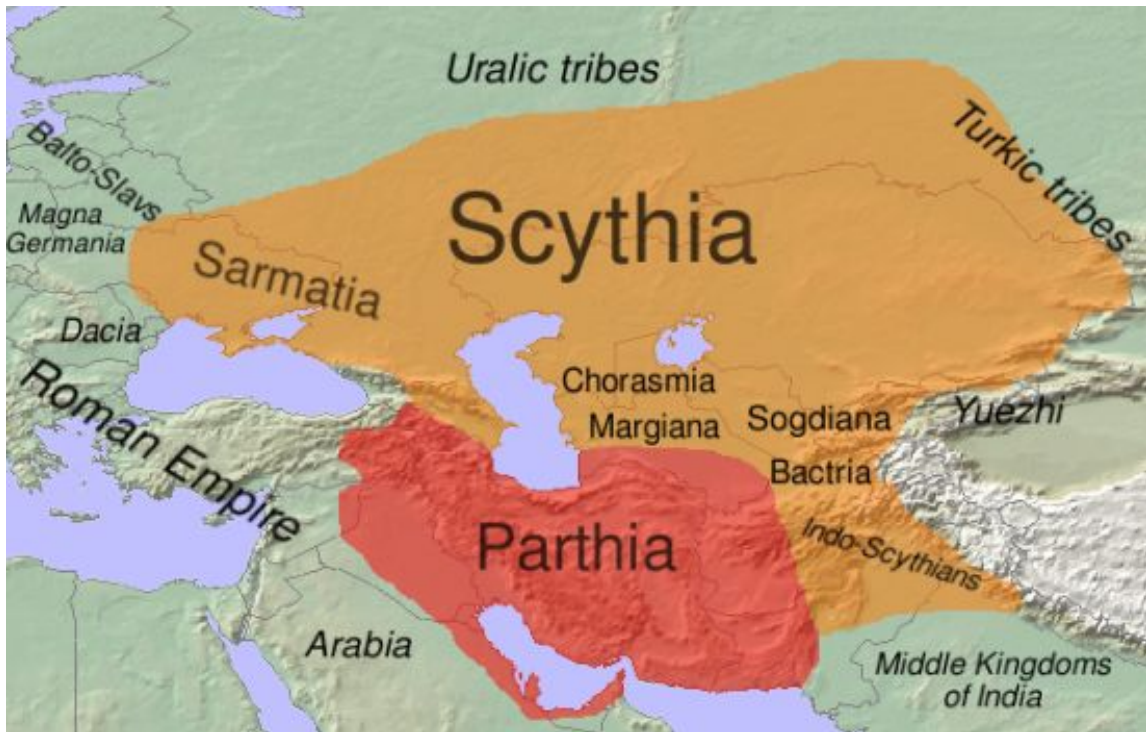 Uralic tribes
Turkic tribes
Balto-Slavs
Magna
Germania
Scythia
Sarmatia
Dacia
Roman Empire
Chorasmia
Margiana
Sogdiana
Yuezhi
Bactria
Parthia
Indo-Scythians
Arabia
Middle Kingdoms
of India